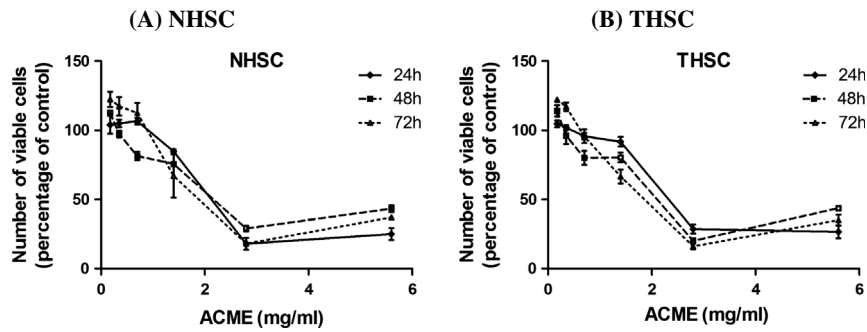 (A) NHSC
NHSC
24h
48h
72h
Number of viable cells
(percentage of control)
150
100
50
0
0 2 4 6
ACME (mg/ml)
(B) THSC
THSC
24h
48h
72h
Number of viable cells
(percentage of control)
150
100
50
0
0 2 4 6
ACME (mg/ml)